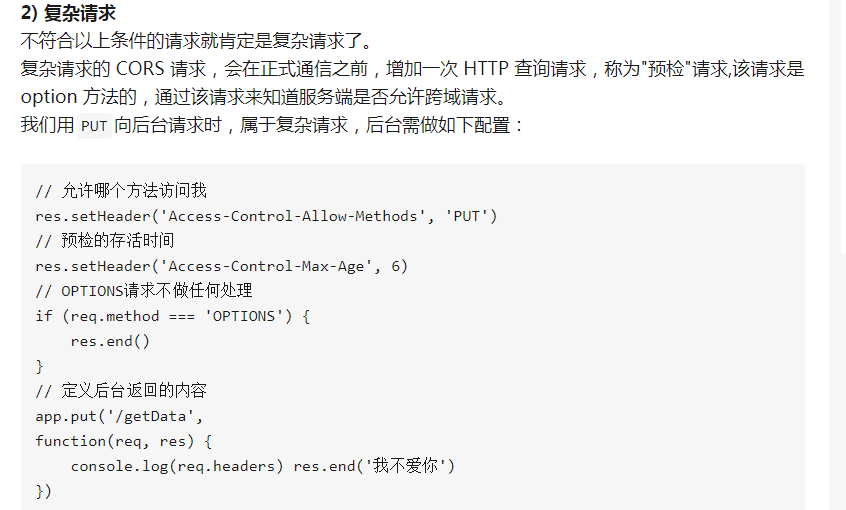 2) 复杂请求
不符合以上条件的请求就肯定是复杂请求了。
复杂请求的 CORS 请求，会在正式通信之前，增加一次 HTTP 查询请求，称为"预检"请求,该请求是
option 方法的，通过该请求来知道服务端是否允许跨域请求。
我们用 PUT 向后台请求时，属于复杂请求，后台需做如下配置：
// 允许哪个方法访问我
res.setHeader('Access-Control-Allow-Methods', 'PUT')
// 预检的存活时间
res.setHeader('Access-Control-Max-Age', 6)
// OPTIONS请求不做任何处理
if (req.method === 'OPTIONS') {
    res.end()
}
// 定义后台返回的内容
app.put('/getData',
function(req, res) {
    console.log(req.headers) res.end('我不爱你')
})